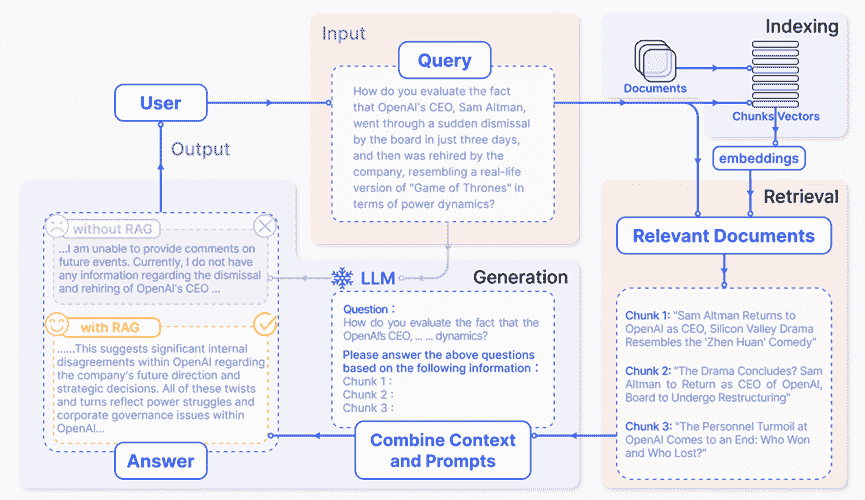 Input
Query
How do you evaluate the fact
that OpenAI's CEO, Sam Altman,
went through a sudden dismissal
by the board in just three days,
and then was rehired by the
company, resembling a real-life
version of "Game of Thrones" in
terms of power dynamics?
Indexing
Documents
Chunks Vectors
embeddings
User
Output
Retrieval
Relevant Documents
Chunk 1: "Sam Altman Returns to
OpenAI as CEO, Silicon Valley Drama
Resembles the 'Zhen Huan' Comedy"
Chunk 2: "The Drama Concludes? Sam
Altman to Return as CEO of OpenAI,
Board to Undergo Restructuring"
Chunk 3: "The Personnel Turmoil at
OpenAI Comes to an End: Who Won
and Who Lost?"
Generation
LLM
Question :
How do you evaluate the fact that the
OpenAI's CEO, ... ... dynamics?
Please answer the above questions
based on the following information :
Chunk 1 :
Chunk 2 :
Chunk 3 :
Combine Context
and Prompts
without RAG
...I am unable to provide comments on
future events. Currently, I do not have
any information regarding the dismissal
and rehiring of OpenAI's CEO ...
with RAG
......This suggests significant internal
disagreements within OpenAI regarding
the company's future direction and
strategic decisions. All of these twists
and turns reflect power struggles and
corporate governance issues within
OpenAI...
Answer